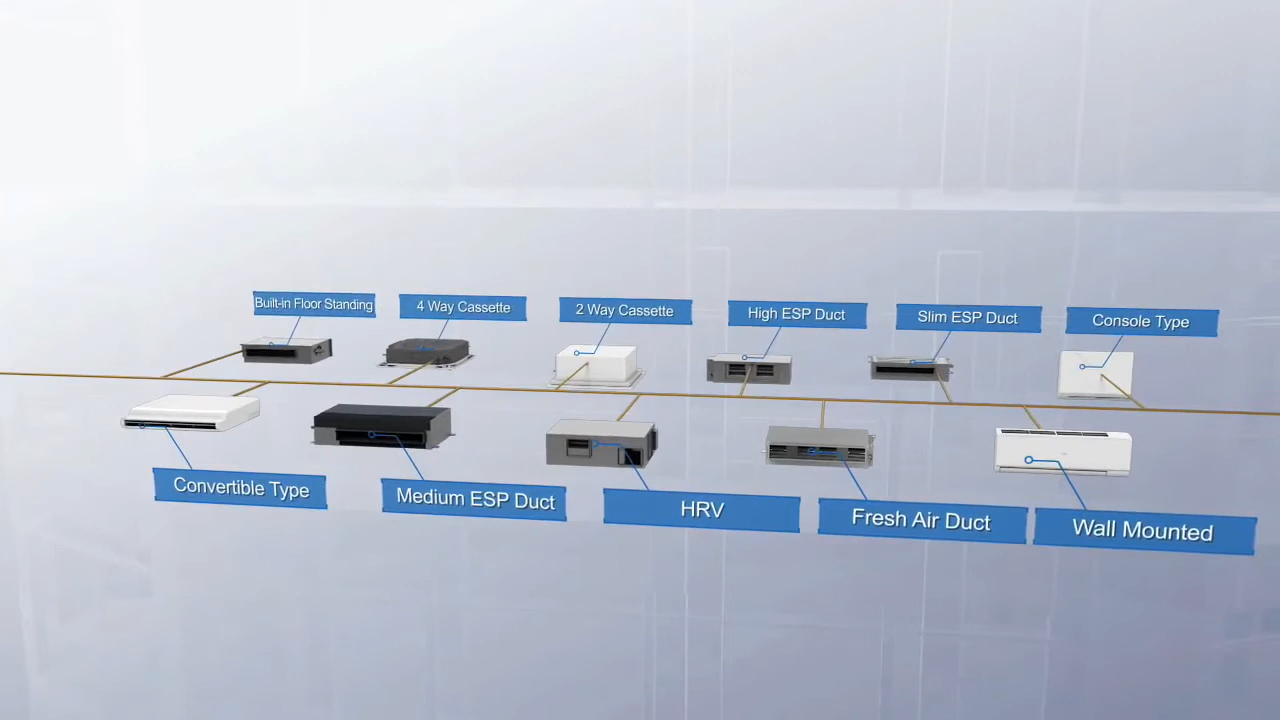 Built-in Floor Standing
4 Way Cassette
2 Way Cassette
High ESP Duct
Slim ESP Duct
Console Type
Convertible Type
Medium ESP Duct
HRV
Fresh Air Duct
Wall Mounted